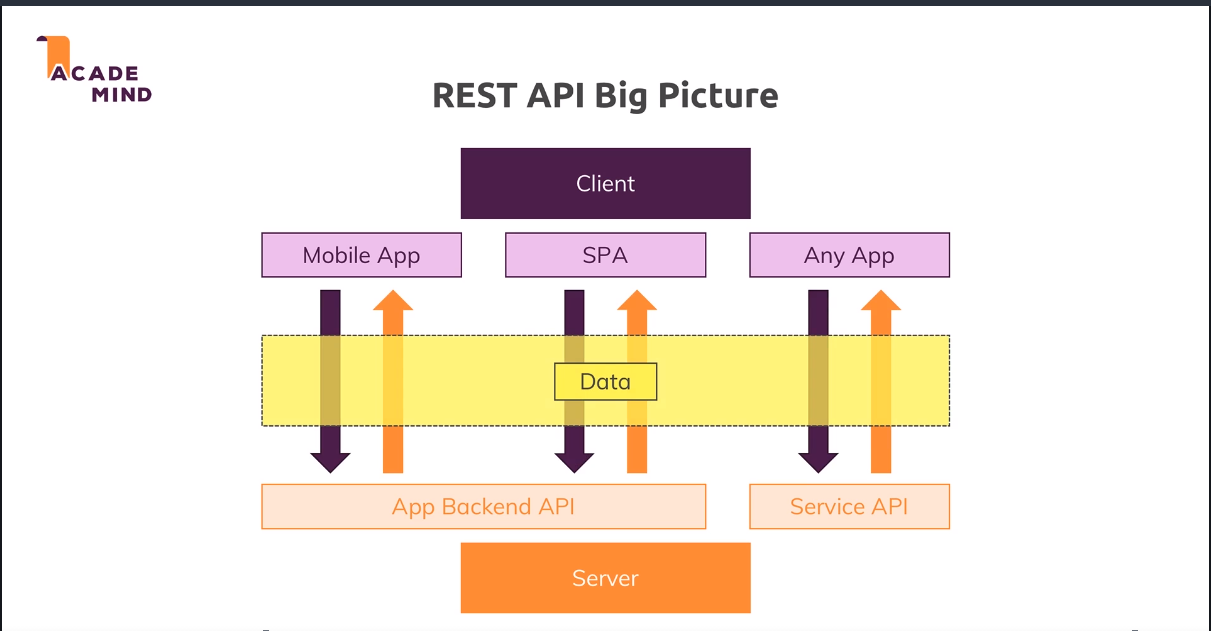 ACADE
MIND
REST API Big Picture
Client
Mobile App
SPA
Any App
Data
App Backend API
Service API
Server